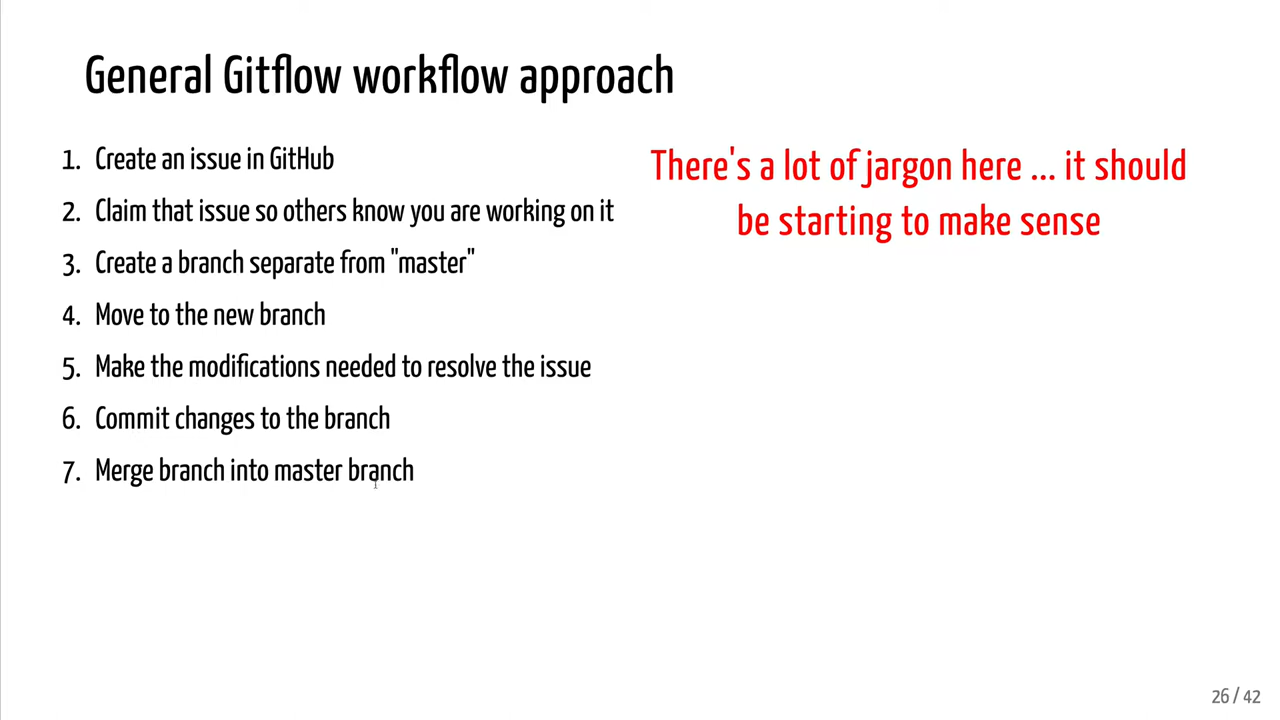 General Gitflow workflow approach
1. Create an issue in GitHub
2. Claim that issue so others know you are working on it
3. Create a branch separate from "master"
4. Move to the new branch
5. Make the modifications needed to resolve the issue
6. Commit changes to the branch
7. Merge branch into master branch
There's a lot of jargon here ... it should
be starting to make sense
26 / 42